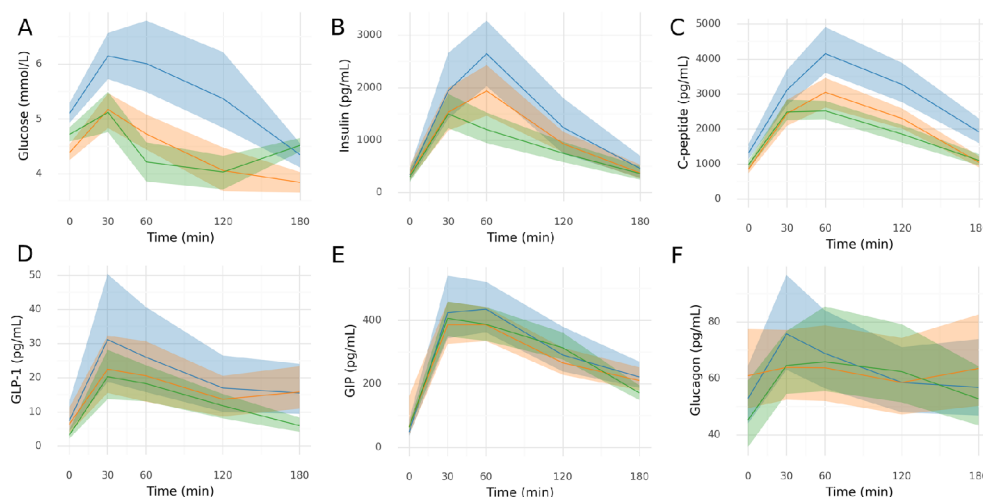 A
Glucose (mmol/L)
6
5
4
0 30 60 120 180
Time (min)
B
Insulin (pg/mL)
3000
2000
1000
0
0 30 60 120 180
Time (min)
C
C-peptide (pg/mL)
5000
4000
3000
2000
1000
0
0 30 60 120 180
Time (min)
D
GLP-1 (pg/mL)
50
40
30
20
10
0
0 30 60 120 180
Time (min)
E
GIP (pg/mL)
400
200
0
0 30 60 120 180
Time (min)
F
Glucagon (pg/mL)
80
60
40
0 30 60 120 180
Time (min)